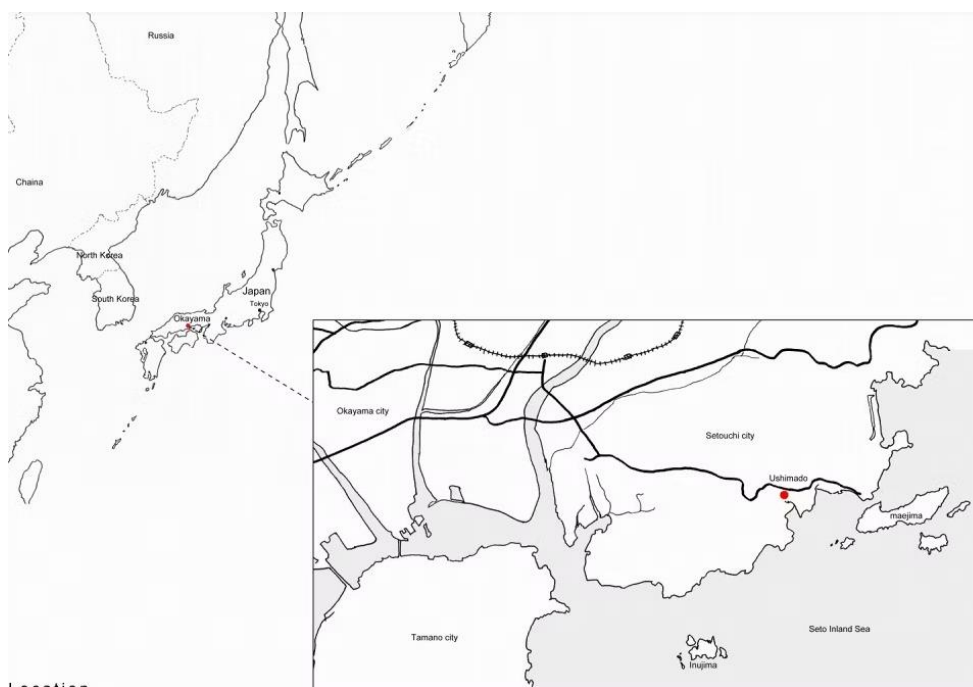 Russia
Chaina
North Korea
South Korea
Japan
Tokyo
Okayama
Okayama city
Setouchi city
Ushimado
maejima
Seto Inland Sea
Tamano city
Inujima
Location